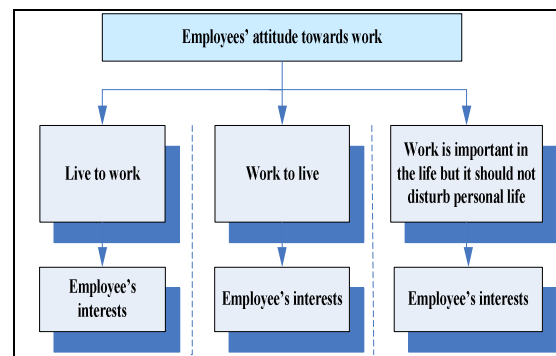 Employees' attitude towards work
Live to work
Work to live
Work is important in
the life but it should not
disturb personal life
Employee's
interests
Employee's interests
Employee's interests